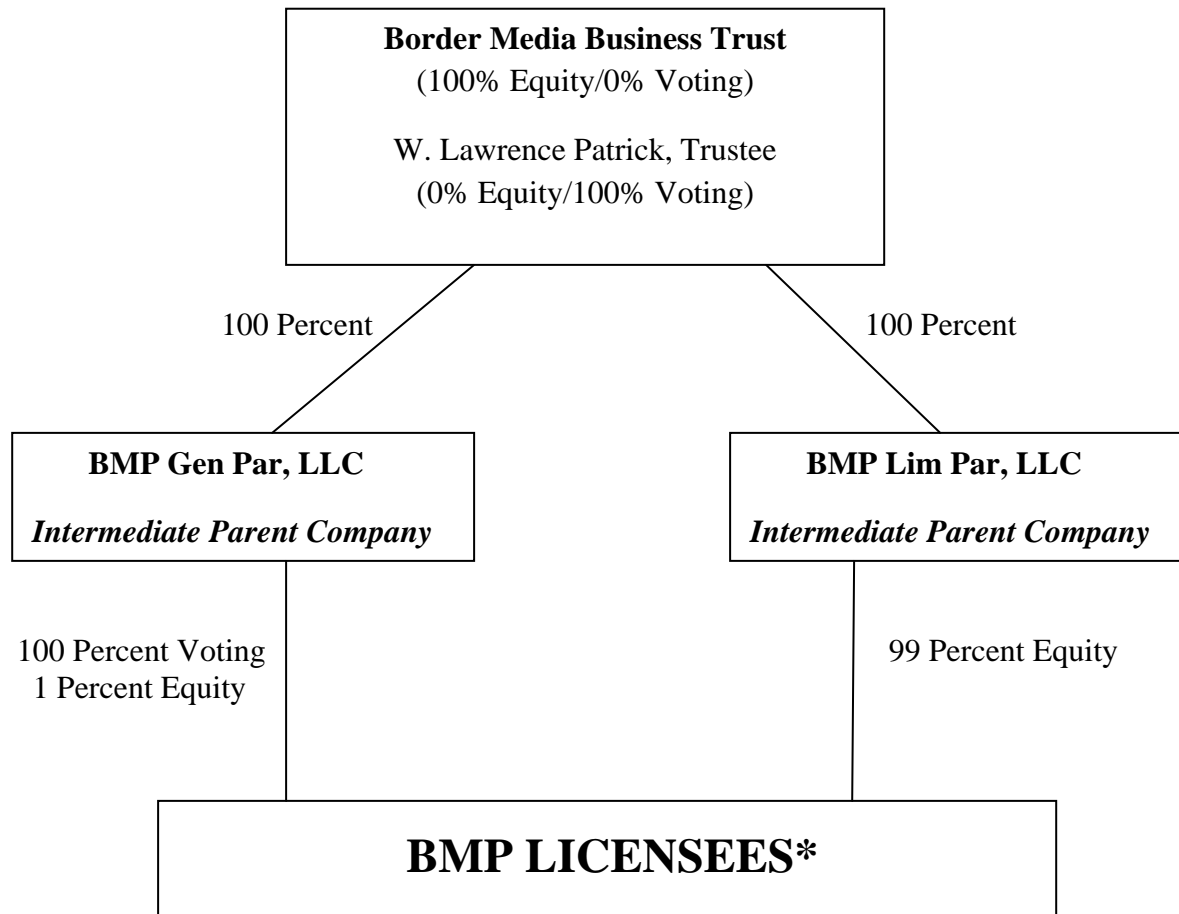 Border Media Business Trust
(100% Equity/0% Voting)
W. Lawrence Patrick, Trustee
(0% Equity/100% Voting)
100 Percent
100 Percent
BMP Gen Par, LLC
Intermediate Parent Company
BMP Lim Par, LLC
Intermediate Parent Company
100 Percent Voting
1 Percent Equity
99 Percent Equity
BMP LICENSEES*